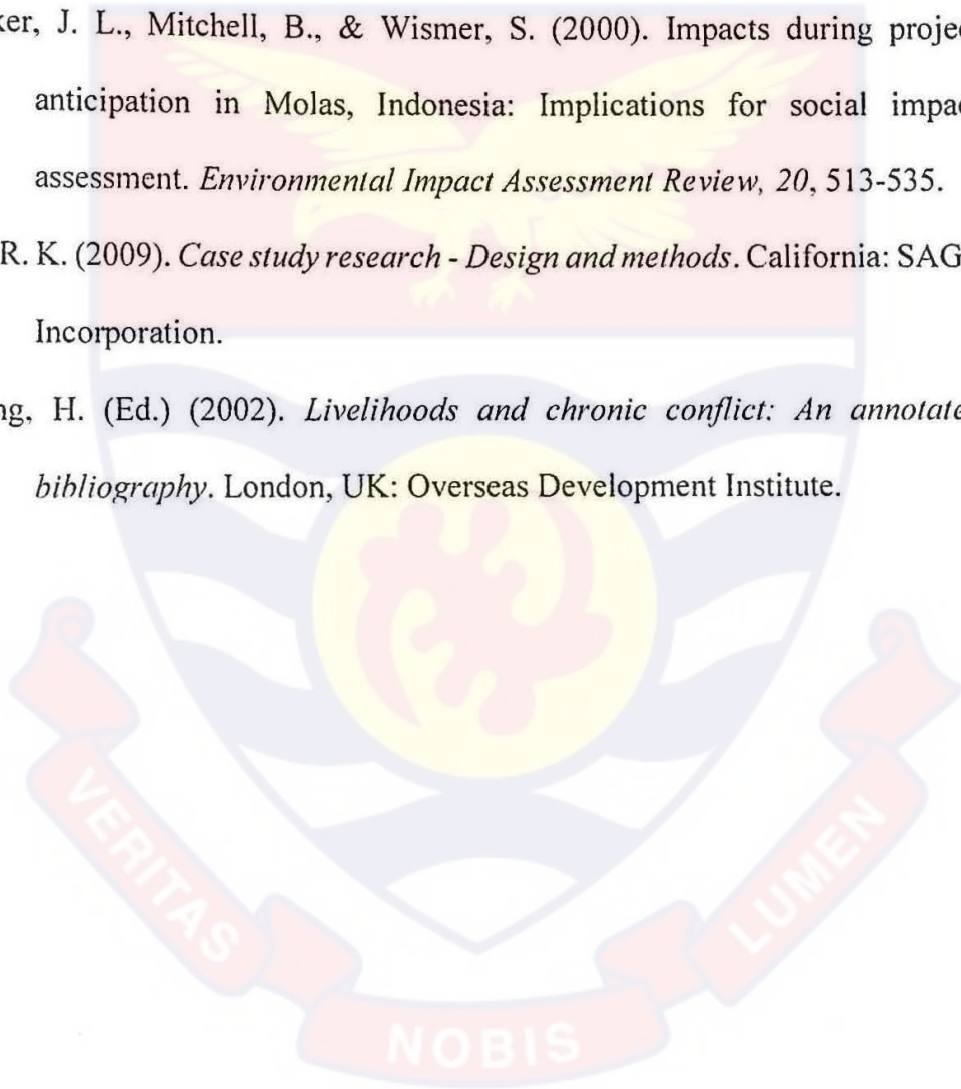 ker, J. L., Mitchell, B., & Wismer, S. (2000). Impacts during projec
anticipation in Molas, Indonesia: Implications for social impa
assessment. Environmental Impact Assessment Review, 20, 513-535.
R. K. (2009). Case study research - Design and methods. California: SAG
Incorporation.
ng, H. (Ed.) (2002). Livelihoods and chronic conflict: An annotate
bibliography. London, UK: Overseas Development Institute.
VERITAS
NOBIS
LUMEN